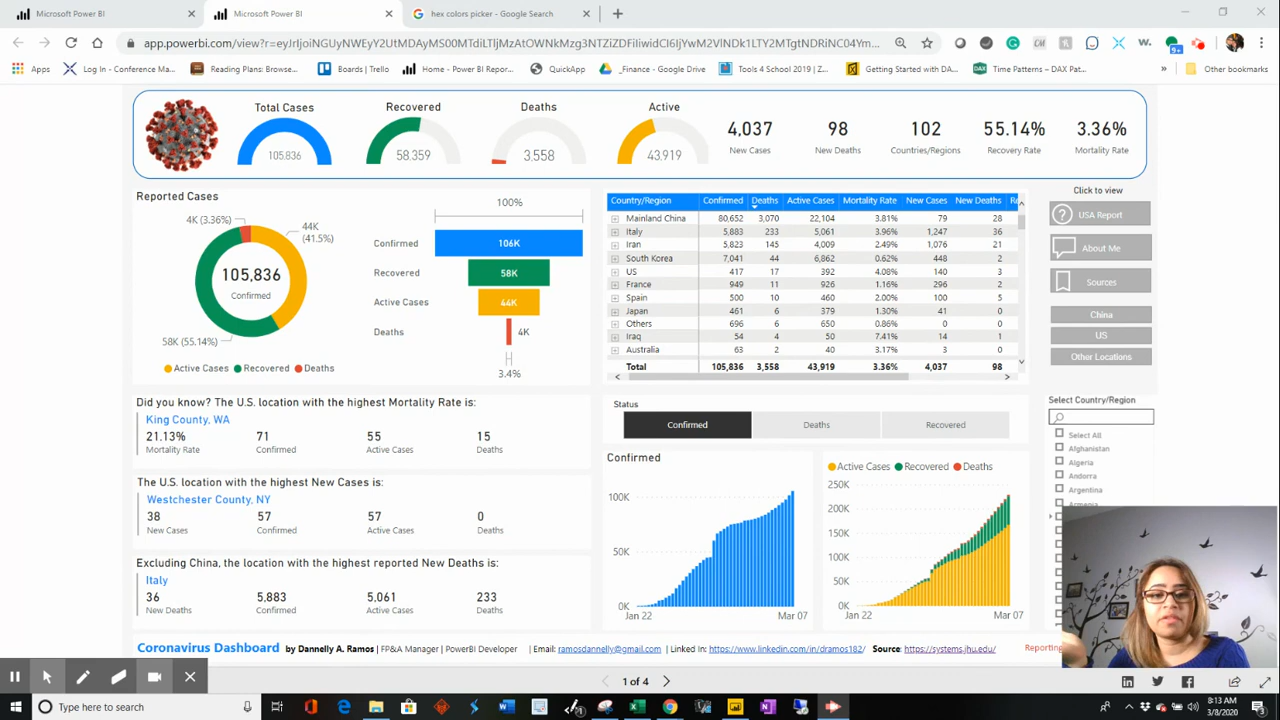 Microsoft Power BI
Microsoft Power BI
hex colors picker - Google Search
Apps
Log In - Conference Ma...
Reading Plans: Browse...
Boards | Trello
Home - Power BI Repor...
QuickApp
_Finance - Google Drive
Tools 4 School 2019 | Z...
Getting Started with DA...
Time Patterns – DAX Pat...
Other bookmarks
Total Cases
105,836
Recovered
58,359
Deaths
3,558
Active
43,919
4,037
New Cases
98
New Deaths
102
Countries/Regions
55.14%
Recovery Rate
3.36%
Mortality Rate
Reported Cases
4K (3.36%)
44K
(41.5%)
105,836
Confirmed
58K (55.14%)
Active Cases Recovered Deaths
100%
Confirmed 106K
Recovered 58K
Active Cases 44K
Deaths 4K
3.4%
Country/Region Confirmed Deaths Active Cases Mortality Rate New Cases New Deaths Re
Mainland China 80,652 3,070 22,104 3.81% 79 28
Italy 5,883 233 5,061 3.96% 1,247 36
Iran 5,823 145 4,009 2.49% 1,076 21
South Korea 7,041 44 6,862 0.62% 448 2
US 417 17 392 4.08% 140 3
France 949 11 926 1.16% 296 2
Spain 500 10 460 2.00% 100 5
Japan 461 6 379 1.30% 41 0
Others 696 6 650 0.86% 0 0
Iraq 54 4 50 7.41% 14 1
Australia 63 2 40 3.17% 3 0
Total 105,836 3,558 43,919 3.36% 4,037 98
Click to view
USA Report
About Me
Sources
China
US
Other Locations
Did you know? The U.S. location with the highest Mortality Rate is:
King County, WA
21.13% 71 55 15
Mortality Rate Confirmed Active Cases Deaths
The U.S. location with the highest New Cases is:
Westchester County, NY
38 57 57 0
New Cases Confirmed Active Cases Deaths
Excluding China, the location with the highest reported New Deaths is:
Italy
36 5,883 5,061 233
New Deaths Confirmed Active Cases Deaths
Status
Confirmed Deaths Recovered
Confirmed
100K
50K
0K
Jan 22 Mar 07
Active Cases Recovered Deaths
250K
200K
150K
100K
50K
0K
Jan 22 Mar 07
Select Country/Region
Select All
Afghanistan
Algeria
Andorra
Argentina
Armenia
Coronavirus Dashboard by Dannelly A. Ramos | FP&A Manager | PowerBI Developer | Email: ramosdannelly@gmail.com | Linked In: https://www.linkedin.com/in/dramos182/ Source: https://systems.jhu.edu/ Reporting
1 of 4
Type here to search
8:13 AM
3/8/2020